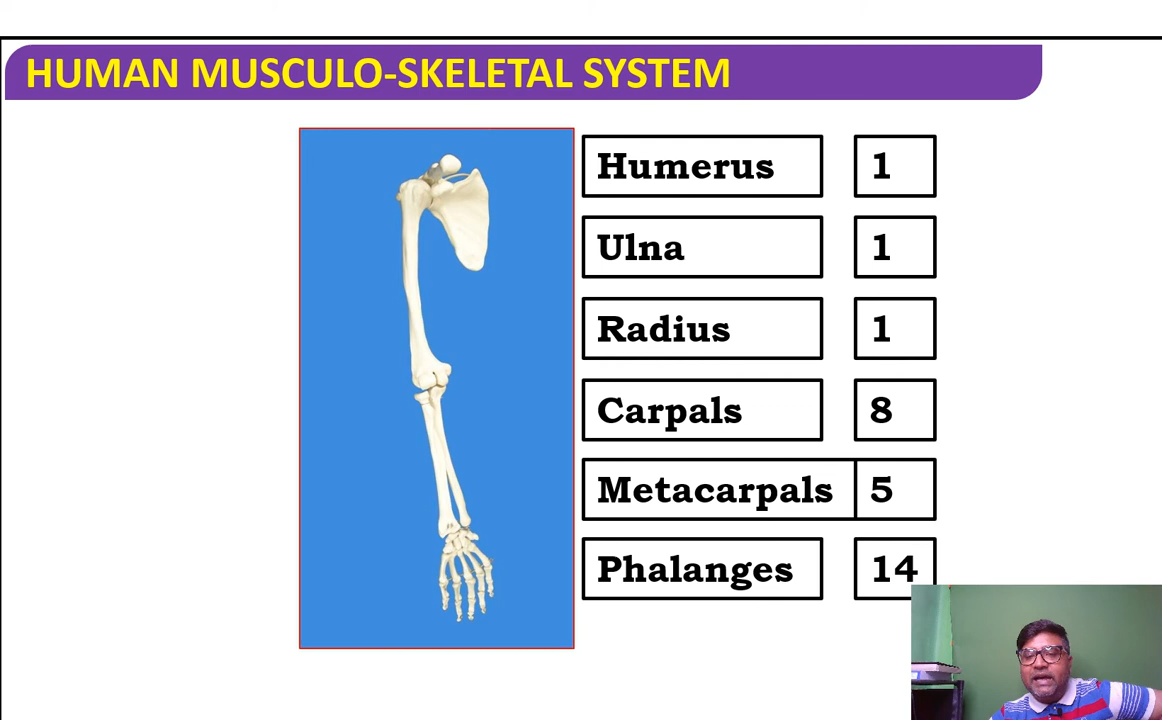 HUMAN MUSCULO-SKELETAL SYSTEM
Humerus 1
Ulna 1
Radius 1
Carpals 8
Metacarpals 5
Phalanges 14